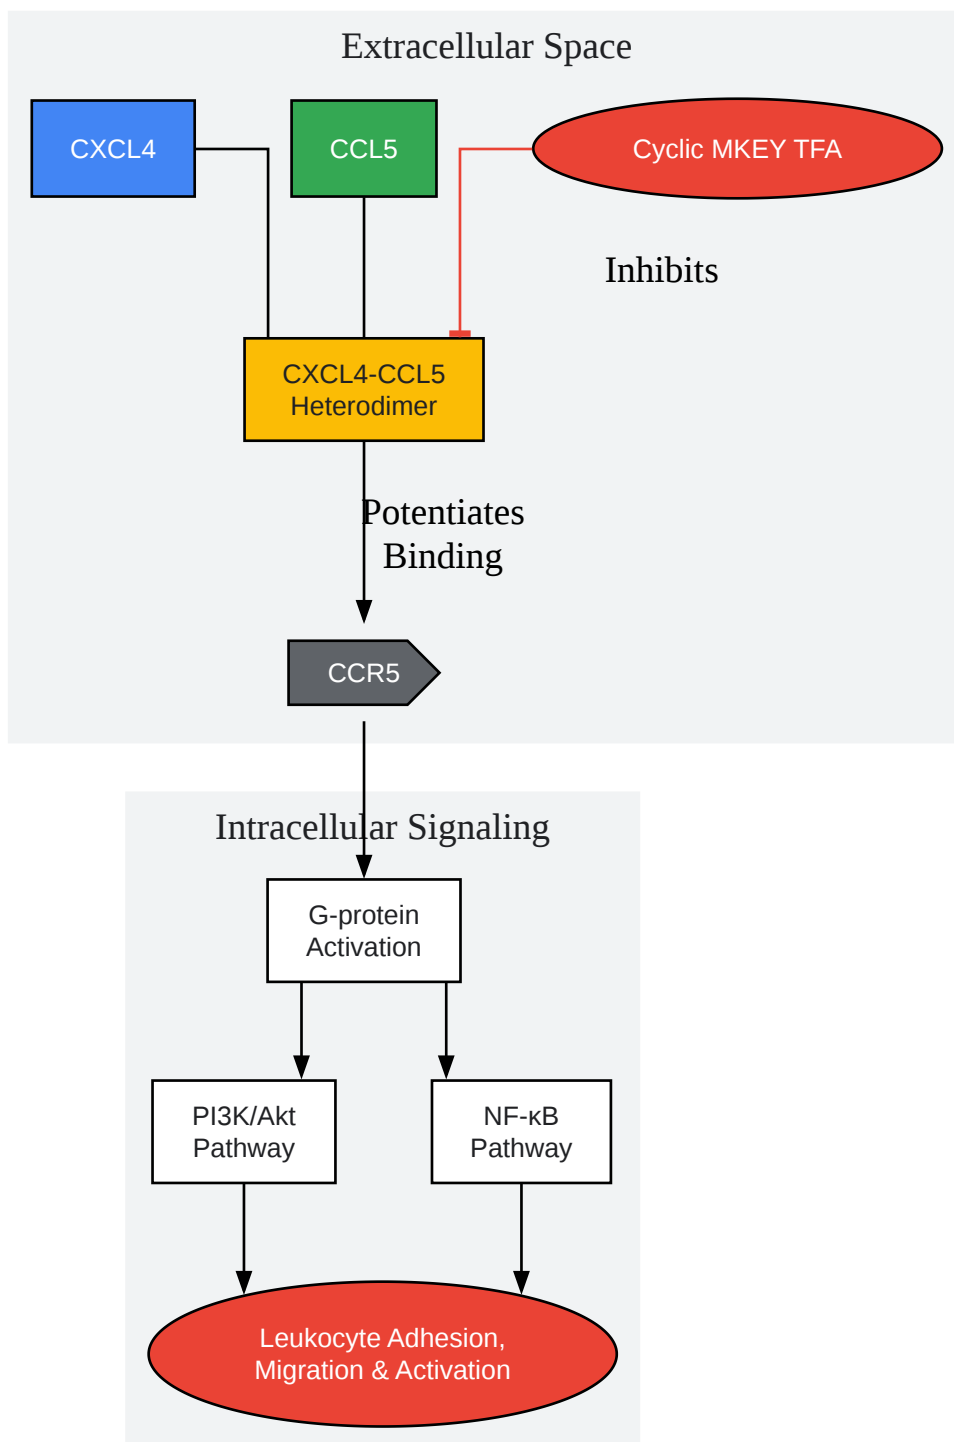 Extracellular Space
CXCL4
CCL5
Cyclic MKEY TFA
Inhibits
CXCL4-CCL5
Heterodimer
Potentiates
Binding
CCR5
Intracellular Signaling
G-protein
Activation
PI3K/Akt
Pathway
NF-κB
Pathway
Leukocyte Adhesion,
Migration & Activation